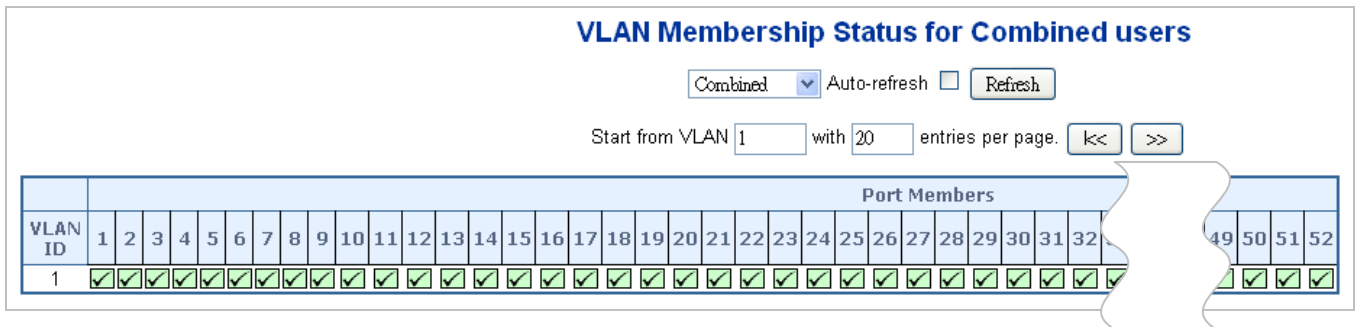 VLAN Membership Status for Combined users
Combined Auto-refresh Refresh
Start from VLAN 1 with 20 entries per page. |<< >>
Port Members
VLAN ID 1 2 3 4 5 6 7 8 9 10 11 12 13 14 15 16 17 18 19 20 21 22 23 24 25 26 27 28 29 30 31 32 49 50 51 52
1